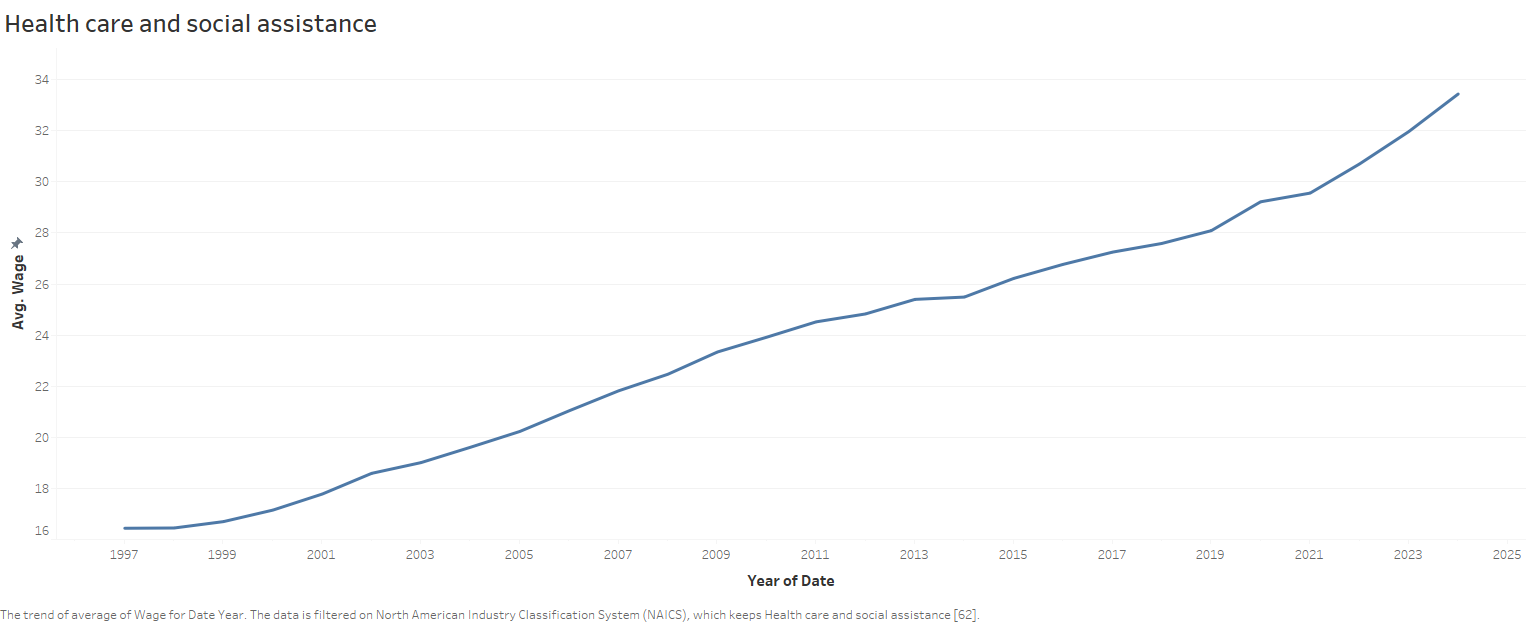 Health care and social assistance
34
32
30
28
26
24
22
20
18
16
Avg. Wage
1997 1999 2001 2003 2005 2007 2009 2011 2013 2015 2017 2019 2021 2023 2025
Year of Date
The trend of average of Wage for Date Year. The data is filtered on North American Industry Classification System (NAICS), which keeps Health care and social assistance [62].